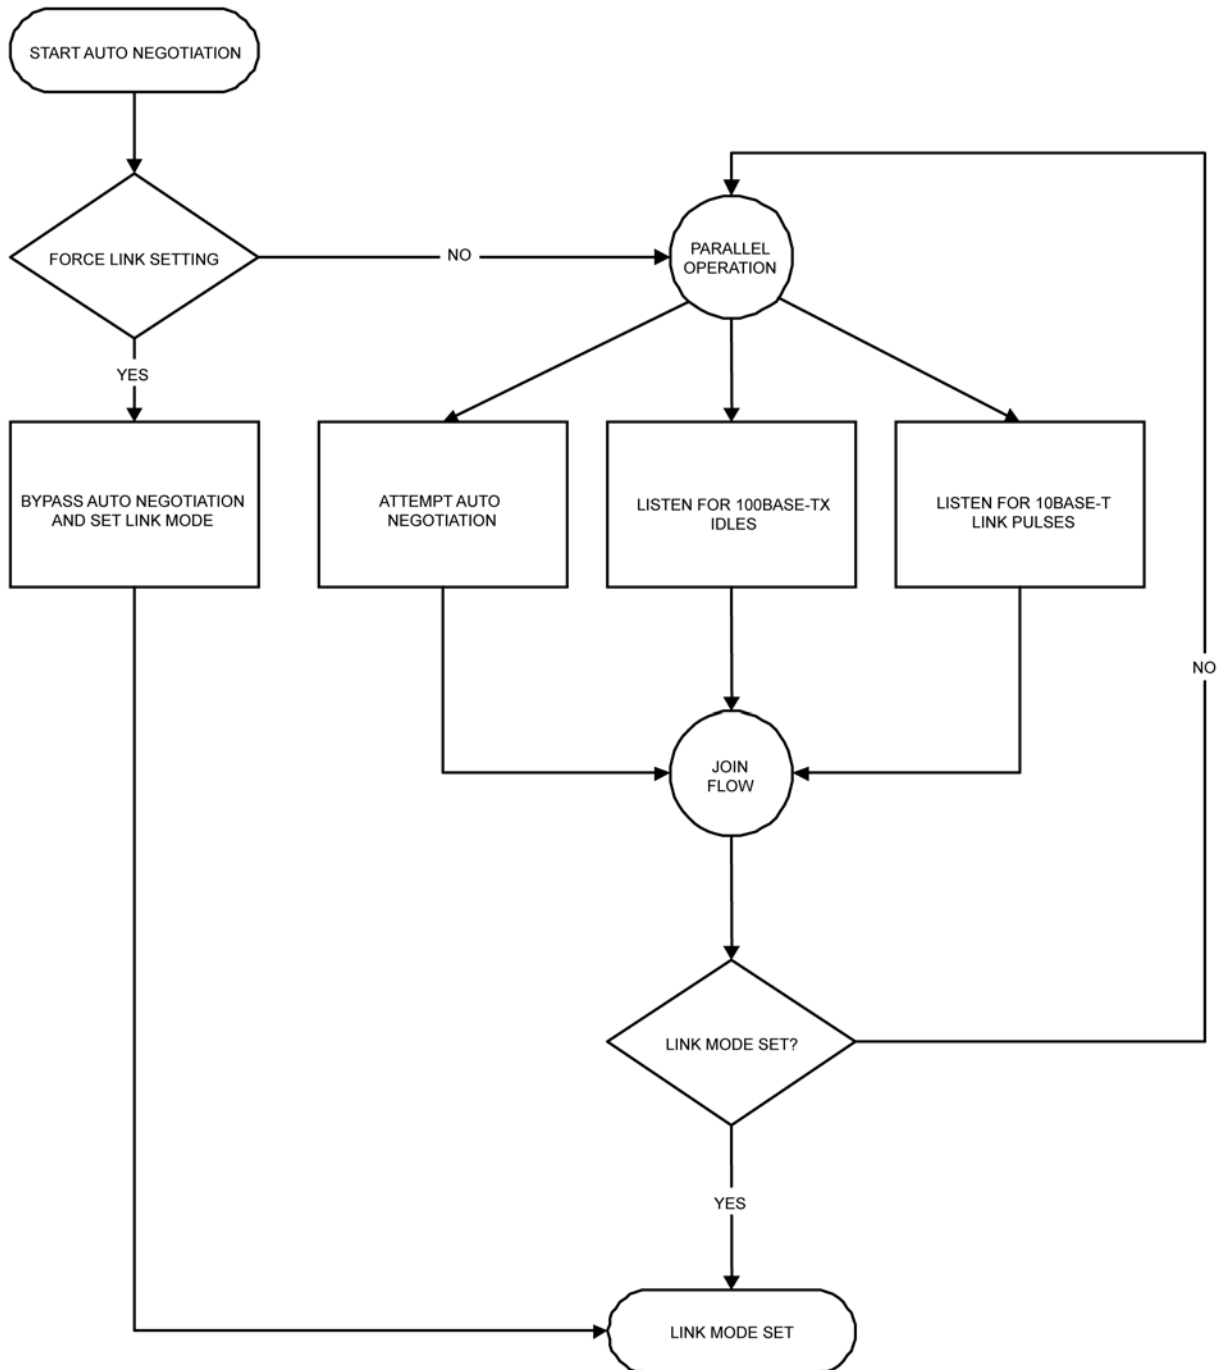 START AUTO NEGOTIATION
FORCE LINK SETTING
NO
PARALLEL
OPERATION
YES
BYPASS AUTO NEGOTIATION
AND SET LINK MODE
ATTEMPT AUTO
NEGOTIATION
LISTEN FOR 100BASE-TX
IDLES
LISTEN FOR 10BASE-T
LINK PULSES
NO
JOIN
FLOW
LINK MODE SET?
YES
LINK MODE SET